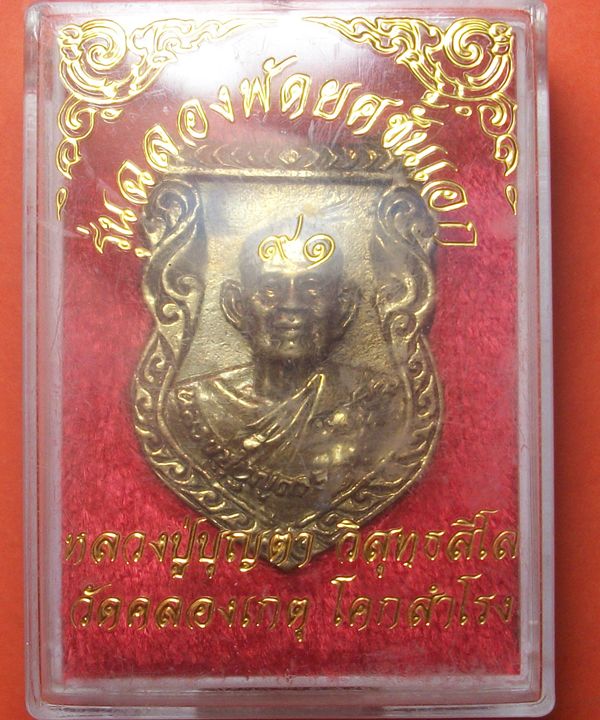 รุ่นฉลองพัดยศชั้นเอก
๙๑
หลวงปู่บุญตา วิสุทฺธสีโล
วัดคลองเกตุ โคกสำโรง